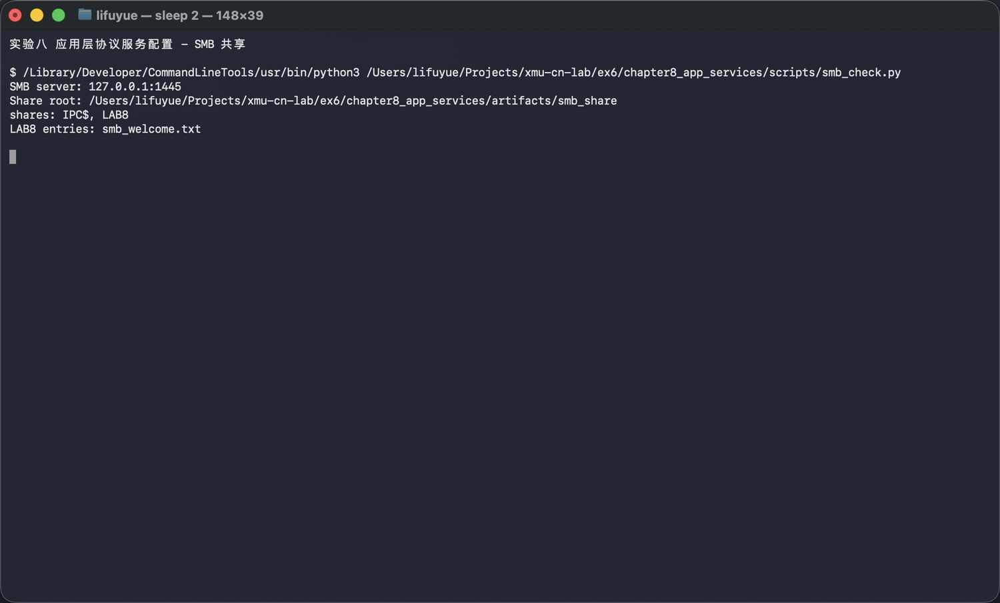 lifuyue — sleep 2 — 148×39
实验八 应用层协议服务配置 - SMB 共享
$ /Library/Developer/CommandLineTools/usr/bin/python3 /Users/lifuyue/Projects/xmu-cn-lab/ex6/chapter8_app_services/scripts/smb_check.py
SMB server: 127.0.0.1:1445
Share root: /Users/lifuyue/Projects/xmu-cn-lab/ex6/chapter8_app_services/artifacts/smb_share
shares: IPC$, LAB8
LAB8 entries: smb_welcome.txt